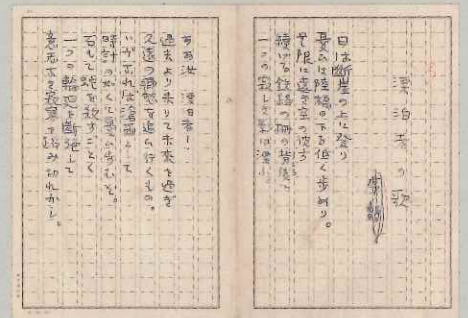 漂泊者の歌
日は断崖の上に登り
憂ひは陸橋の下を低く歩めり。
無限に遠き空の彼方
続ける鉄路の柵の背後に
一つの寂しき影は漂ふ。
ああ汝 漂泊者!
過去より来りて未来を過ぎ
久遠の郷愁を追ひ行くもの。
いかなれば蹌爾として
時計の如くに憂ひ歩むぞ。
石もて蛇を殺すごとく
一つの輪廻を断絶して
意志なき寂寥を踏み切れかし。